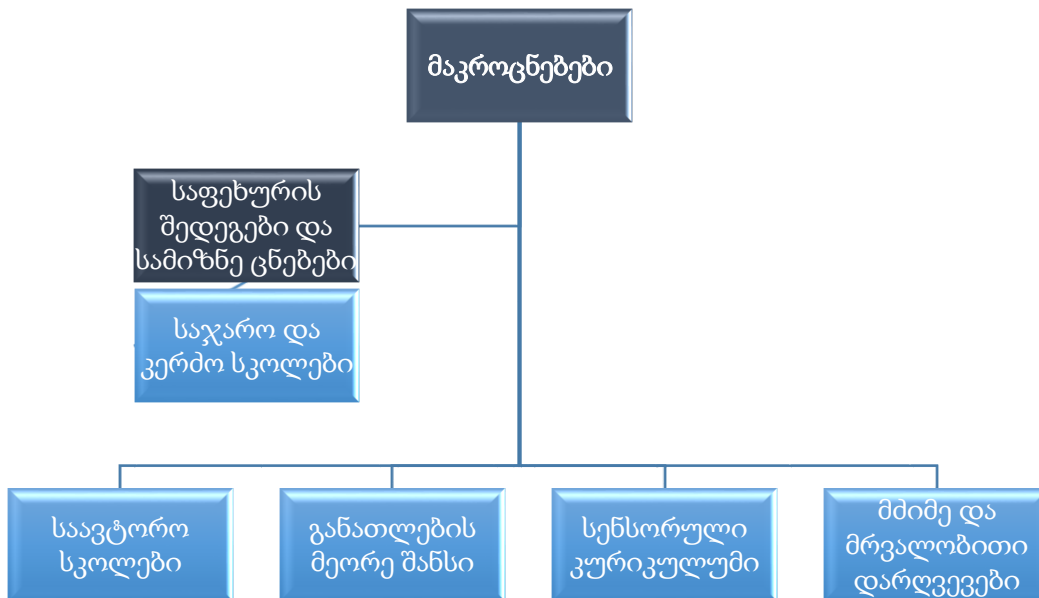 მაკროცნებები
საფეხურის
შედეგები და
სამიზნე ცნებები
საჯარო და
კერძო სკოლები
საავტორო
სკოლები
განათლების
მეორე შანსი
სენსორული
კურიკულუმი
მძიმე და
მრვალობითი
დარღვევები